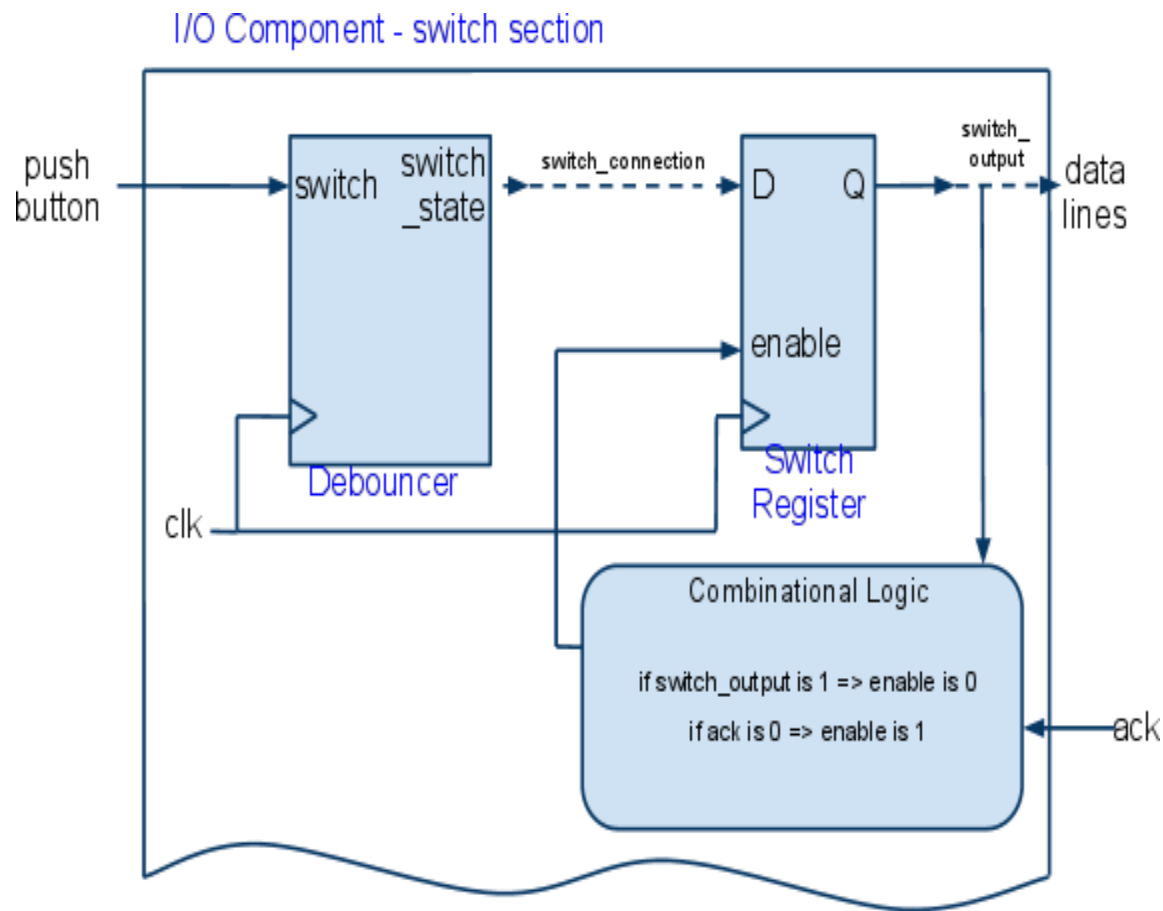 I/O Component - switch section
push
button
switch
switch
_state
switch_connection
D
Q
switch_
output
data
lines
enable
Debouncer
Switch
Register
clk
Combinational Logic
if switch_output is 1 => enable is 0
if ack is 0 => enable is 1
ack